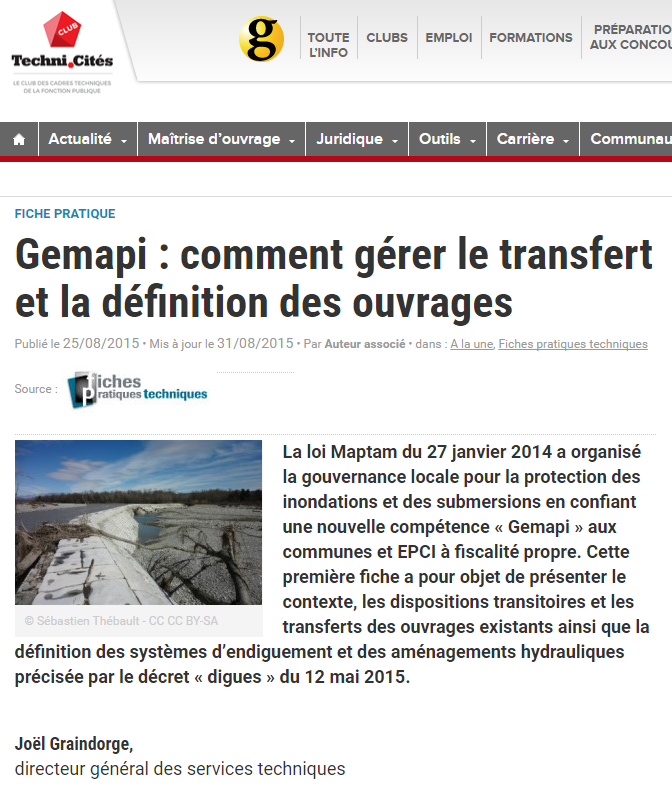 CLUB
Techni.Cités
LE CLUB DES CADRES TECHNIQUES
DE LA FONCTION PUBLIQUE
g
TOUTE
L'INFO
CLUBS
EMPLOI
FORMATIONS
PRÉPARATIO
AUX CONCOU
Actualité
Maîtrise d'ouvrage
Juridique
Outils
Carrière
Communau
FICHE PRATIQUE
Gemapi : comment gérer le transfert
et la définition des ouvrages
Publié le 25/08/2015 • Mis à jour le 31/08/2015 • Par Auteur associé • dans : A la une, Fiches pratiques techniques
Source :
fiches
pratiques techniques
La loi Maptam du 27 janvier 2014 a organisé
la gouvernance locale pour la protection des
inondations et des submersions en confiant
une nouvelle compétence « Gemapi » aux
communes et EPCI à fiscalité propre. Cette
première fiche a pour objet de présenter le
contexte, les dispositions transitoires et les
transferts des ouvrages existants ainsi que la
définition des systèmes d'endiguement et des aménagements hydrauliques
précisée par le décret « digues » du 12 mai 2015.
© Sébastien Thébault - CC CC BY-SA
Joël Graindorge,
directeur général des services techniques